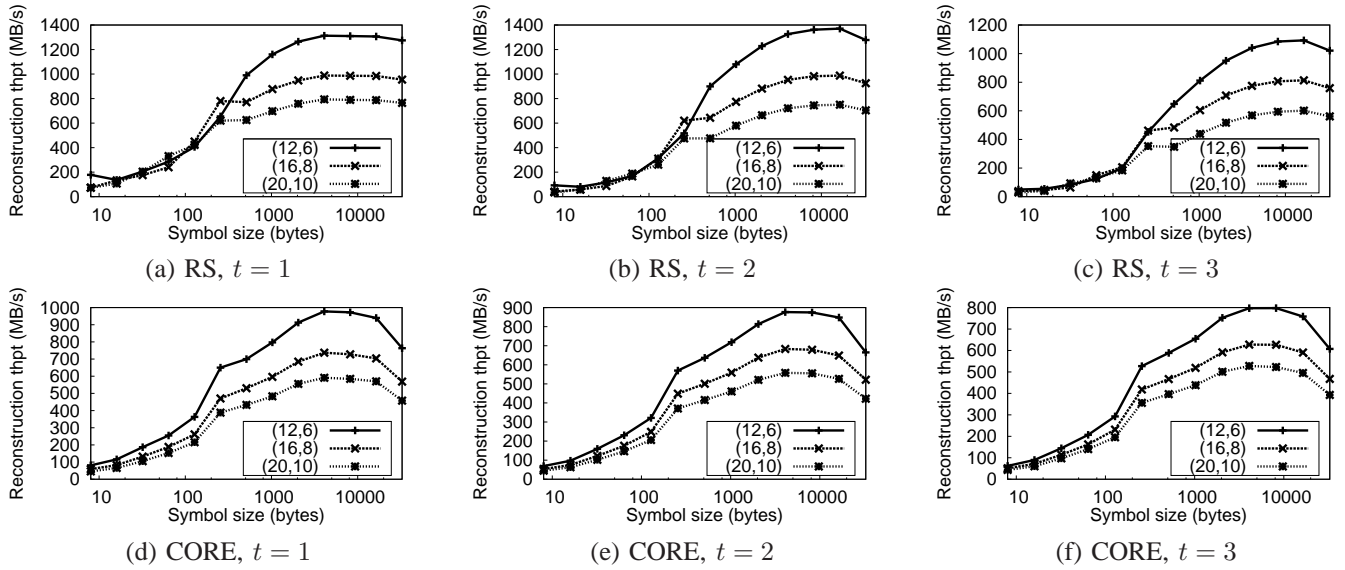 Reconstruction thpt (MB/s)
1400
1200
1000
800
600
400
200
0
10 100 1000 10000
Symbol size (bytes)
(12,6)
(16,8)
(20,10)
(a) RS, t = 1
Reconstruction thpt (MB/s)
1400
1200
1000
800
600
400
200
0
10 100 1000 10000
Symbol size (bytes)
(12,6)
(16,8)
(20,10)
(b) RS, t = 2
Reconstruction thpt (MB/s)
1200
1000
800
600
400
200
0
10 100 1000 10000
Symbol size (bytes)
(12,6)
(16,8)
(20,10)
(c) RS, t = 3
Reconstruction thpt (MB/s)
1000
900
800
700
600
500
400
300
200
100
0
10 100 1000 10000
Symbol size (bytes)
(12,6)
(16,8)
(20,10)
(d) CORE, t = 1
Reconstruction thpt (MB/s)
900
800
700
600
500
400
300
200
100
0
10 100 1000 10000
Symbol size (bytes)
(12,6)
(16,8)
(20,10)
(e) CORE, t = 2
Reconstruction thpt (MB/s)
800
700
600
500
400
300
200
100
0
10 100 1000 10000
Symbol size (bytes)
(12,6)
(16,8)
(20,10)
(f) CORE, t = 3